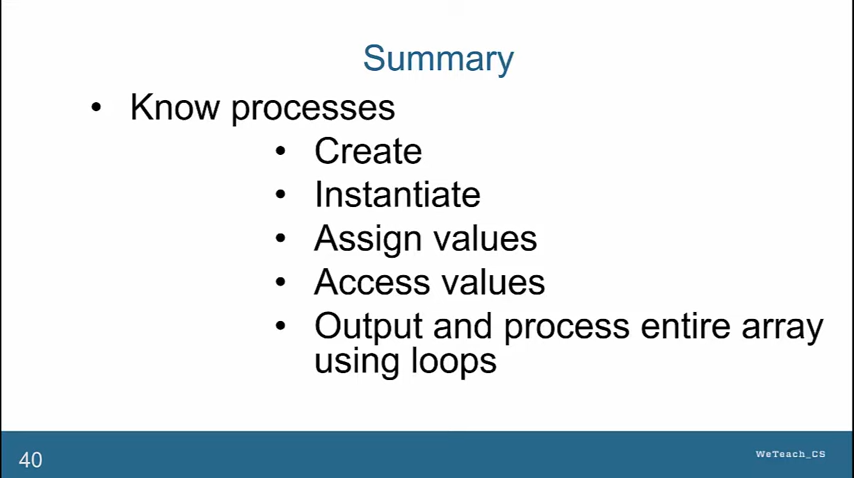 Summary
• Know processes
• Create
• Instantiate
• Assign values
• Access values
• Output and process entire array
using loops
40
WeTeach_CS